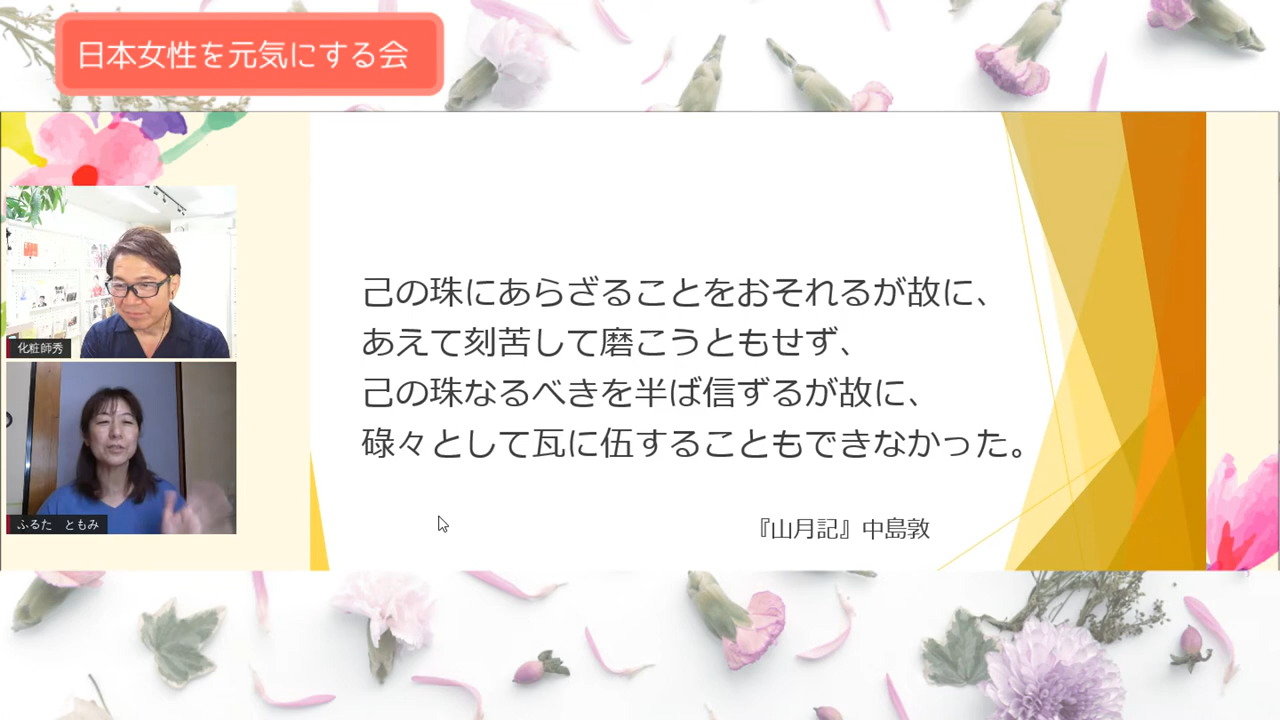 日本女性を元気にする会
己の珠にあらざることをおそれるが故に、
あえて刻苦して磨こうともせず、
己の珠なるべきを半ば信ずるが故に、
碌々として瓦に伍することもできなかった。
『山月記』中島敦
化粧師秀
ふるた ともみ